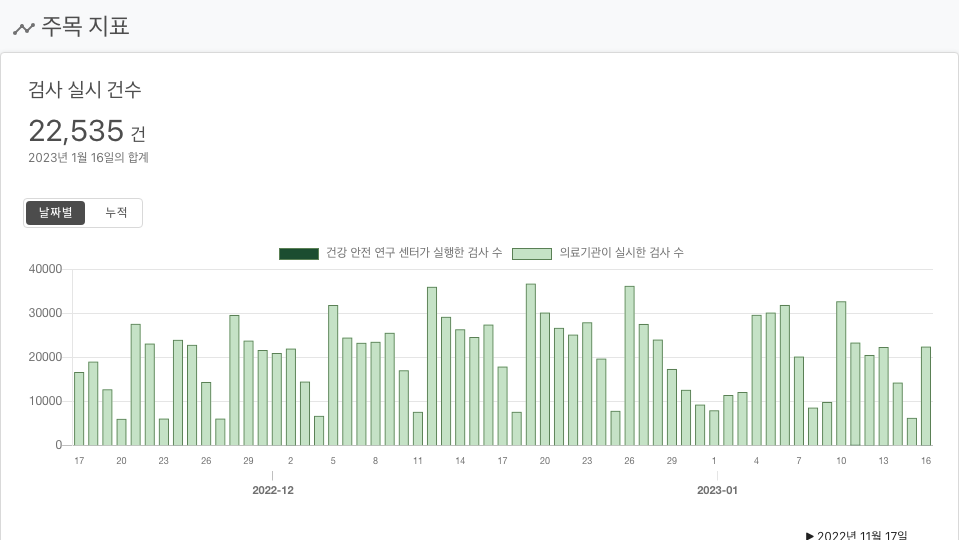 주목 지표
검사 실시 건수
22,535 건
2023년 1월 16일의 합계
날짜별 누적
건강 안전 연구 센터가 실행한 검사 수 의료기관이 실시한 검사 수
40000
30000
20000
10000
0
17 20 23 26 29 2 5 8 11 14 17 20 23 26 29 1 4 7 10 13 16
2022-12 2023-01
▶ 2022년 11월 17일